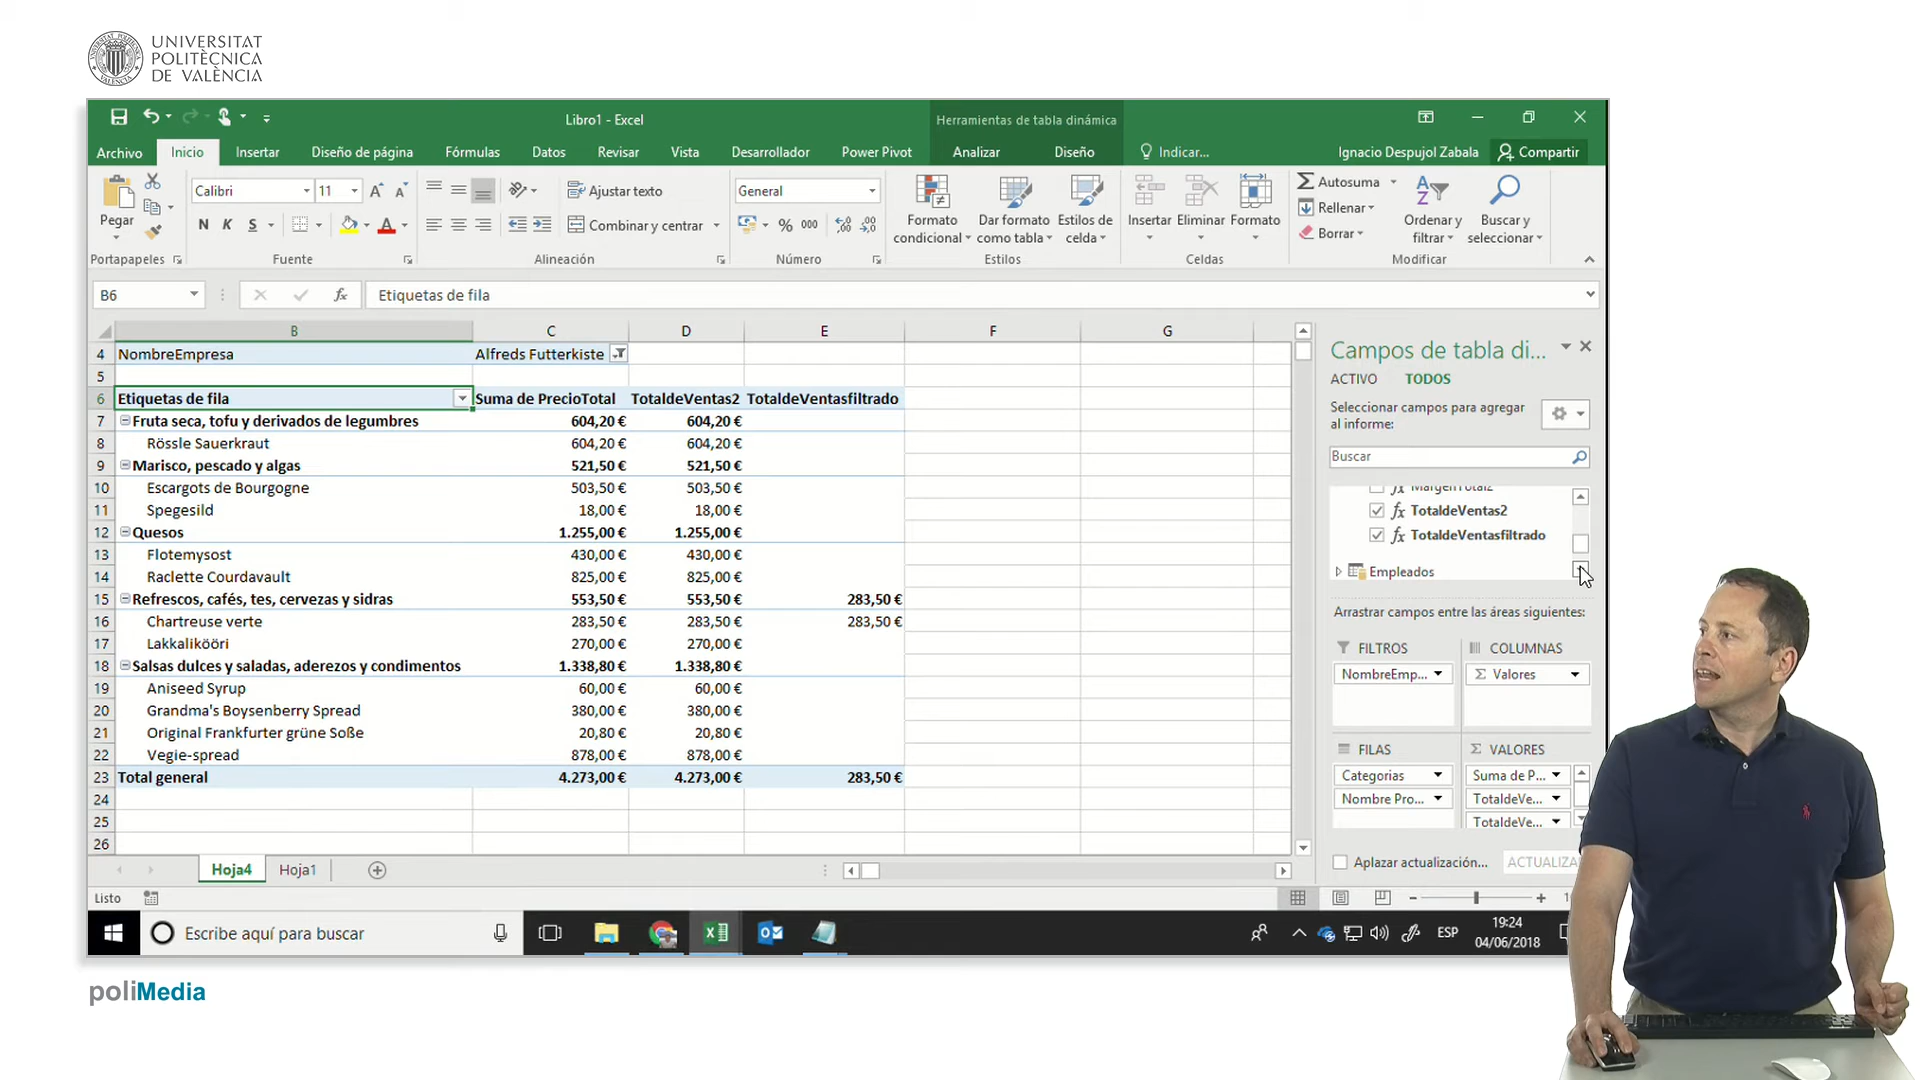 UNIVERSITAT
POLITÈCNICA
DE VALÈNCIA
Libro1 - Excel
Herramientas de tabla dinámica
Archivo Inicio Insertar Diseño de página Fórmulas Datos Revisar Vista Desarrollador Power Pivot Analizar Diseño Indicar... Ignacio Despujol Zabala Compartir
Pegar
Calibri 11
N K S
Ajustar texto
Combinar y centrar
General
% 000
Formato condicional
Dar formato como tabla
Estilos de celda
Insertar
Eliminar
Formato
Autosuma
Rellenar
Borrar
Ordenar y filtrar
Buscar y seleccionar
Portapapeles Fuente Alineación Número Estilos Celdas Modificar
B6 fx Etiquetas de fila
B C D E F G
4 NombreEmpresa Alfreds Futterkiste
5
6 Etiquetas de fila Suma de PrecioTotal TotaldeVentas2 TotaldeVentasfiltrado
7 Fruta seca, tofu y derivados de legumbres 604,20 € 604,20 €
8 Rössle Sauerkraut 604,20 € 604,20 €
9 Marisco, pescado y algas 521,50 € 521,50 €
10 Escargots de Bourgogne 503,50 € 503,50 €
11 Spegesild 18,00 € 18,00 €
12 Quesos 1.255,00 € 1.255,00 €
13 Flotemysost 430,00 € 430,00 €
14 Raclette Courdavault 825,00 € 825,00 €
15 Refrescos, cafés, tes, cervezas y sidras 553,50 € 553,50 € 283,50 €
16 Chartreuse verte 283,50 € 283,50 € 283,50 €
17 Lakkalikööri 270,00 € 270,00 €
18 Salsas dulces y saladas, aderezos y condimentos 1.338,80 € 1.338,80 €
19 Aniseed Syrup 60,00 € 60,00 €
20 Grandma's Boysenberry Spread 380,00 € 380,00 €
21 Original Frankfurter grüne Soße 20,80 € 20,80 €
22 Vegie-spread 878,00 € 878,00 €
23 Total general 4.273,00 € 4.273,00 € 283,50 €
24
25
26
Campos de tabla di...
ACTIVO TODOS
Seleccionar campos para agregar
al informe:
Buscar
fx MargenTotal2
fx TotaldeVentas2
fx TotaldeVentasfiltrado
Empleados
Arrastrar campos entre las áreas siguientes:
FILTROS COLUMNAS
NombreEmp... Σ Valores
FILAS Σ VALORES
Categorias Suma de P...
Nombre Pro... TotaldeVe...
TotaldeVe...
Aplazar actualización... ACTUALIZA
Hoja4 Hoja1
Listo
Escribe aquí para buscar
ESP
19:24
04/06/2018
poliMedia